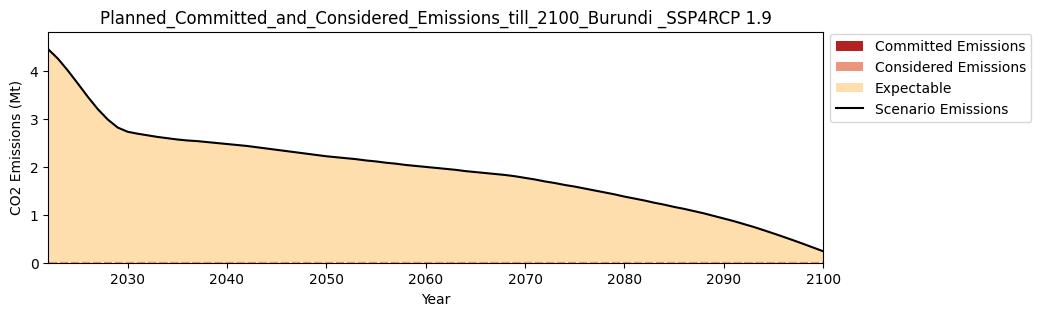 Planned_Committed_and_Considered_Emissions_till_2100_Burundi _SSP4RCP 1.9
Committed Emissions
Considered Emissions
Expectable
Scenario Emissions
CO2 Emissions (Mt)
4
3
2
1
0
2030 2040 2050 2060 2070 2080 2090 2100
Year